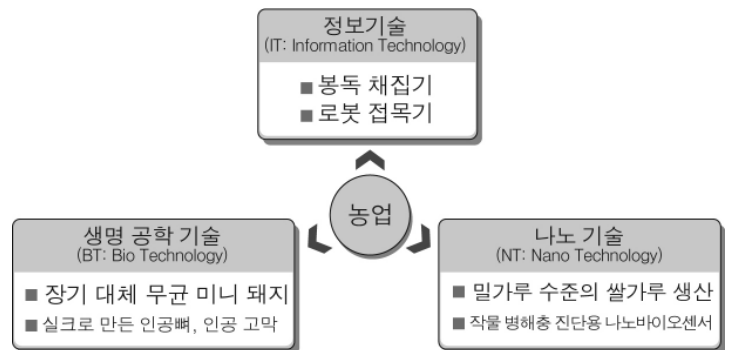 정보기술
(IT: Information Technology)
■ 봉독 채집기
■ 로봇 접목기
농업
생명 공학 기술
(BT: Bio Technology)
■ 장기 대체 무균 미니 돼지
■ 실크로 만든 인공뼈, 인공 고막
나노 기술
(NT: Nano Technology)
■ 밀가루 수준의 쌀가루 생산
■ 작물 병해충 진단용 나노바이오센서